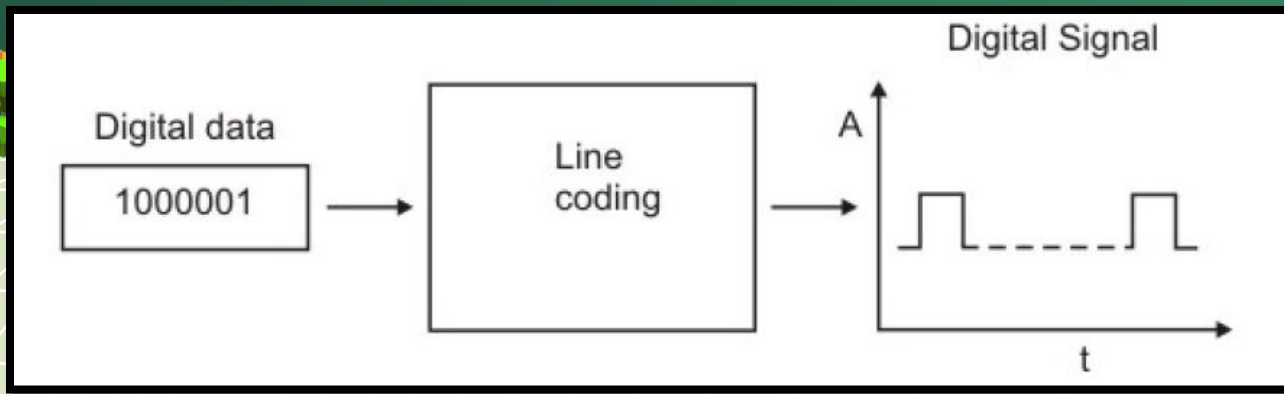 Digital Signal
Digital data
1000001
Line
coding
A
t